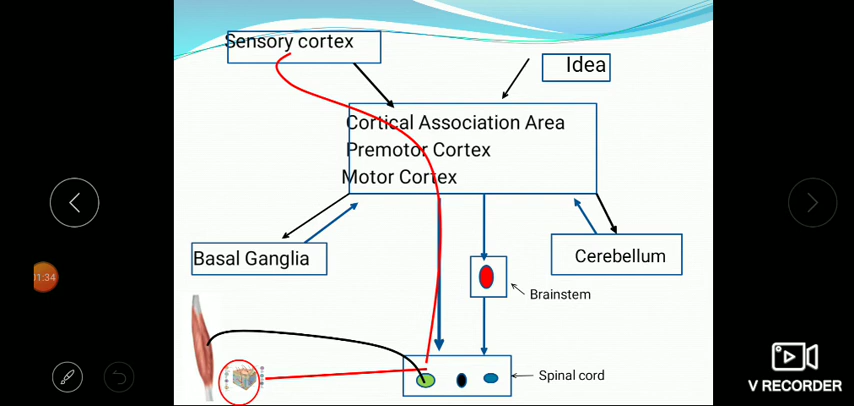 Sensory cortex
Idea
Cortical Association Area
Premotor Cortex
Motor Cortex
Basal Ganglia
Cerebellum
Brainstem
Spinal cord
11:34
V RECORDER